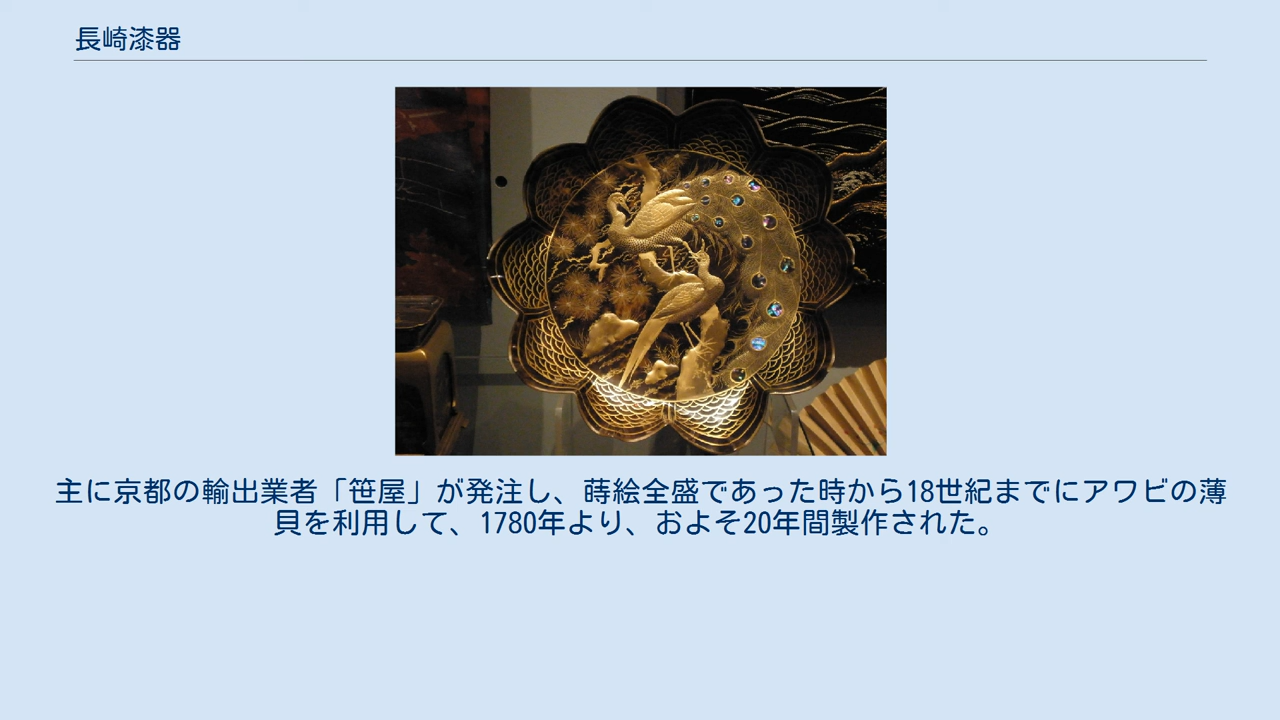 長崎漆器
主に京都の輸出業者「笹屋」が発注し、蒔絵全盛であった時から18世紀までにアワビの薄
貝を利用して、1780年より、およそ20年間製作された。